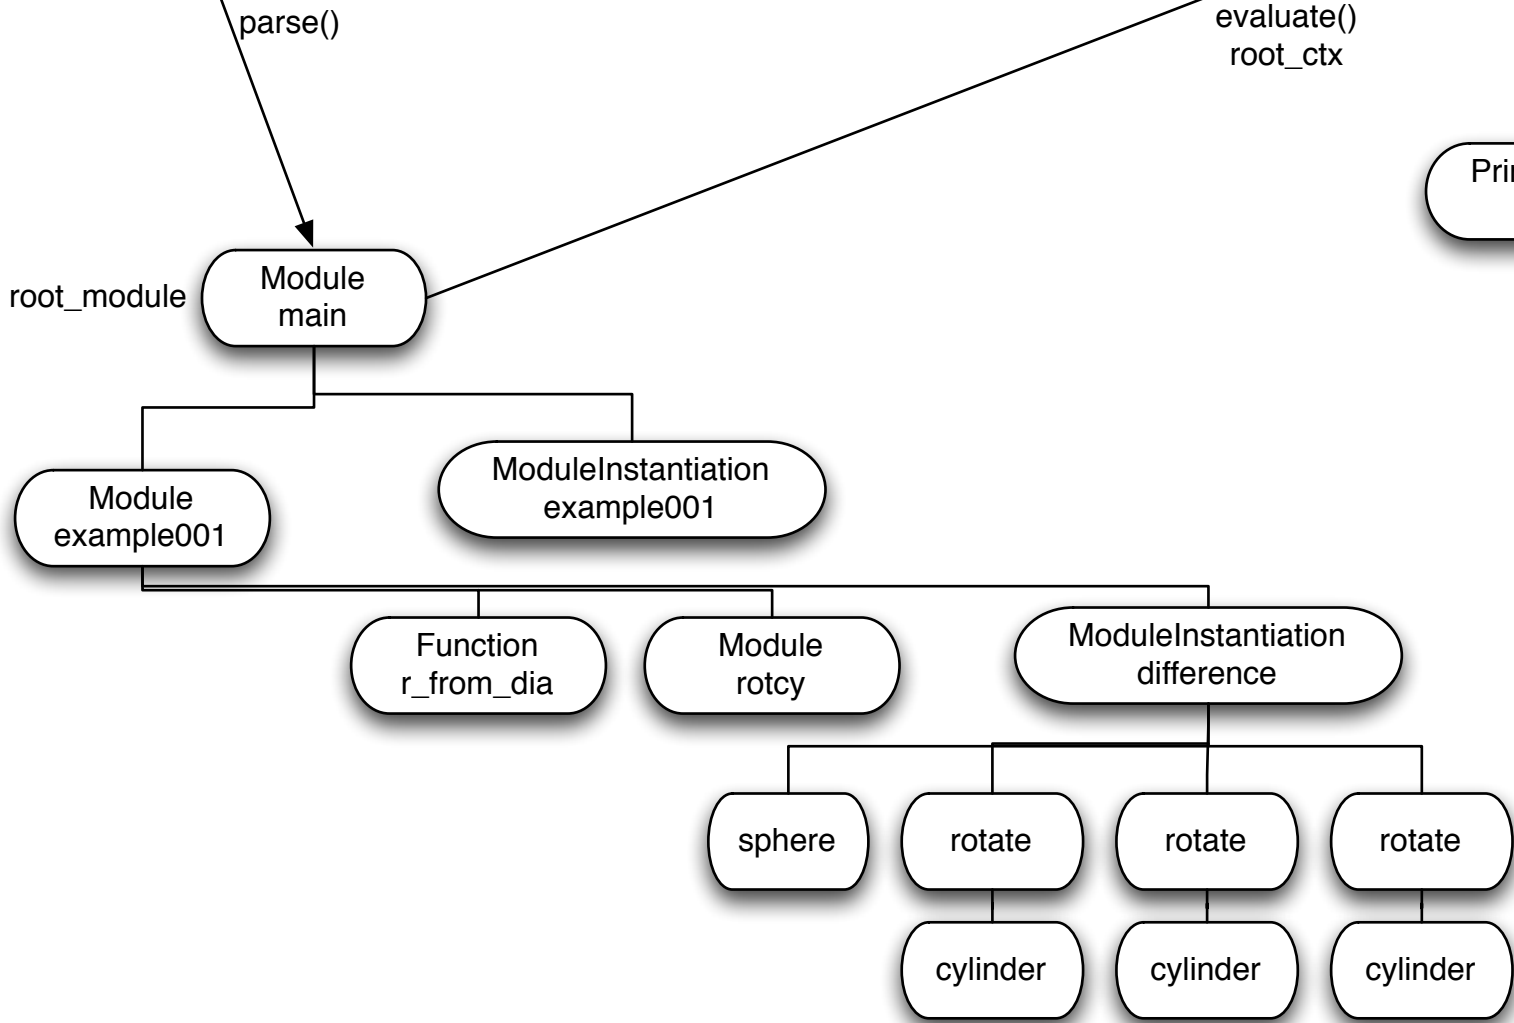 parse()
evaluate()
root_ctx
root_module
Module
main
Module
example001
ModuleInstantiation
example001
Function
r_from_dia
Module
rotcy
ModuleInstantiation
difference
sphere
rotate
rotate
rotate
cylinder
cylinder
cylinder